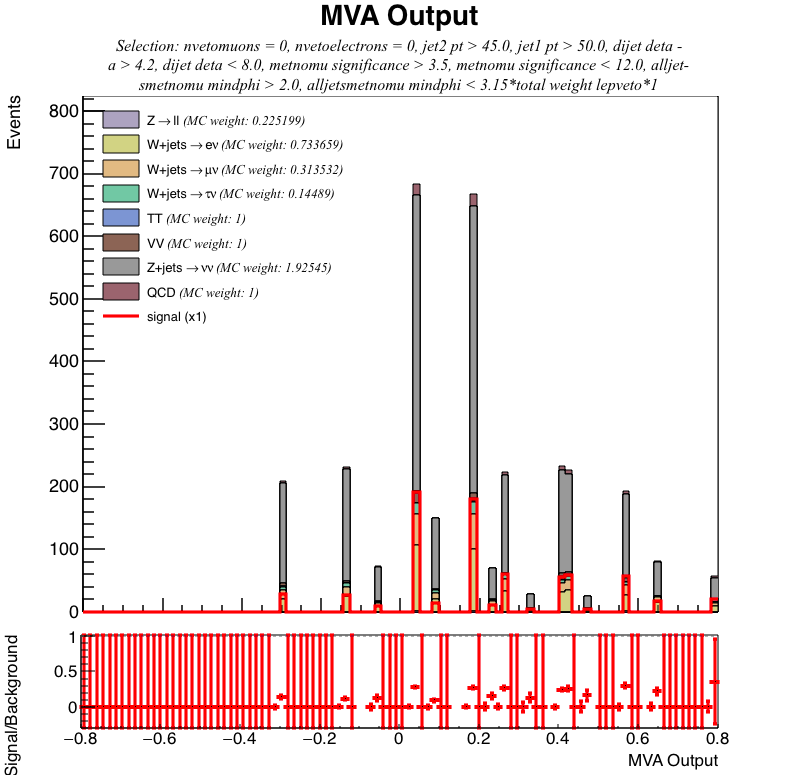 MVA Output
Selection: nvetomuons = 0, nvetoelectrons = 0, jet2 pt > 45.0, jet1 pt > 50.0, dijet deta -
a > 4.2, dijet deta < 8.0, metnomu significance > 3.5, metnomu significance < 12.0, alljet-
smetnomu mindphi > 2.0, alljetsmetnomu mindphi < 3.15*total weight lepveto*1
Events
800
700
600
500
400
300
200
100
0
Z→ll (MC weight: 0.225199)
W+jets→eν (MC weight: 0.733659)
W+jets→μν (MC weight: 0.313532)
W+jets→τν (MC weight: 0.14489)
TT (MC weight: 1)
VV (MC weight: 1)
Z+jets→νν (MC weight: 1.92545)
QCD (MC weight: 1)
signal (x1)
Signal/Background
1
0.5
0
−0.8 −0.6 −0.4 −0.2 0 0.2 0.4 0.6 0.8
MVA Output